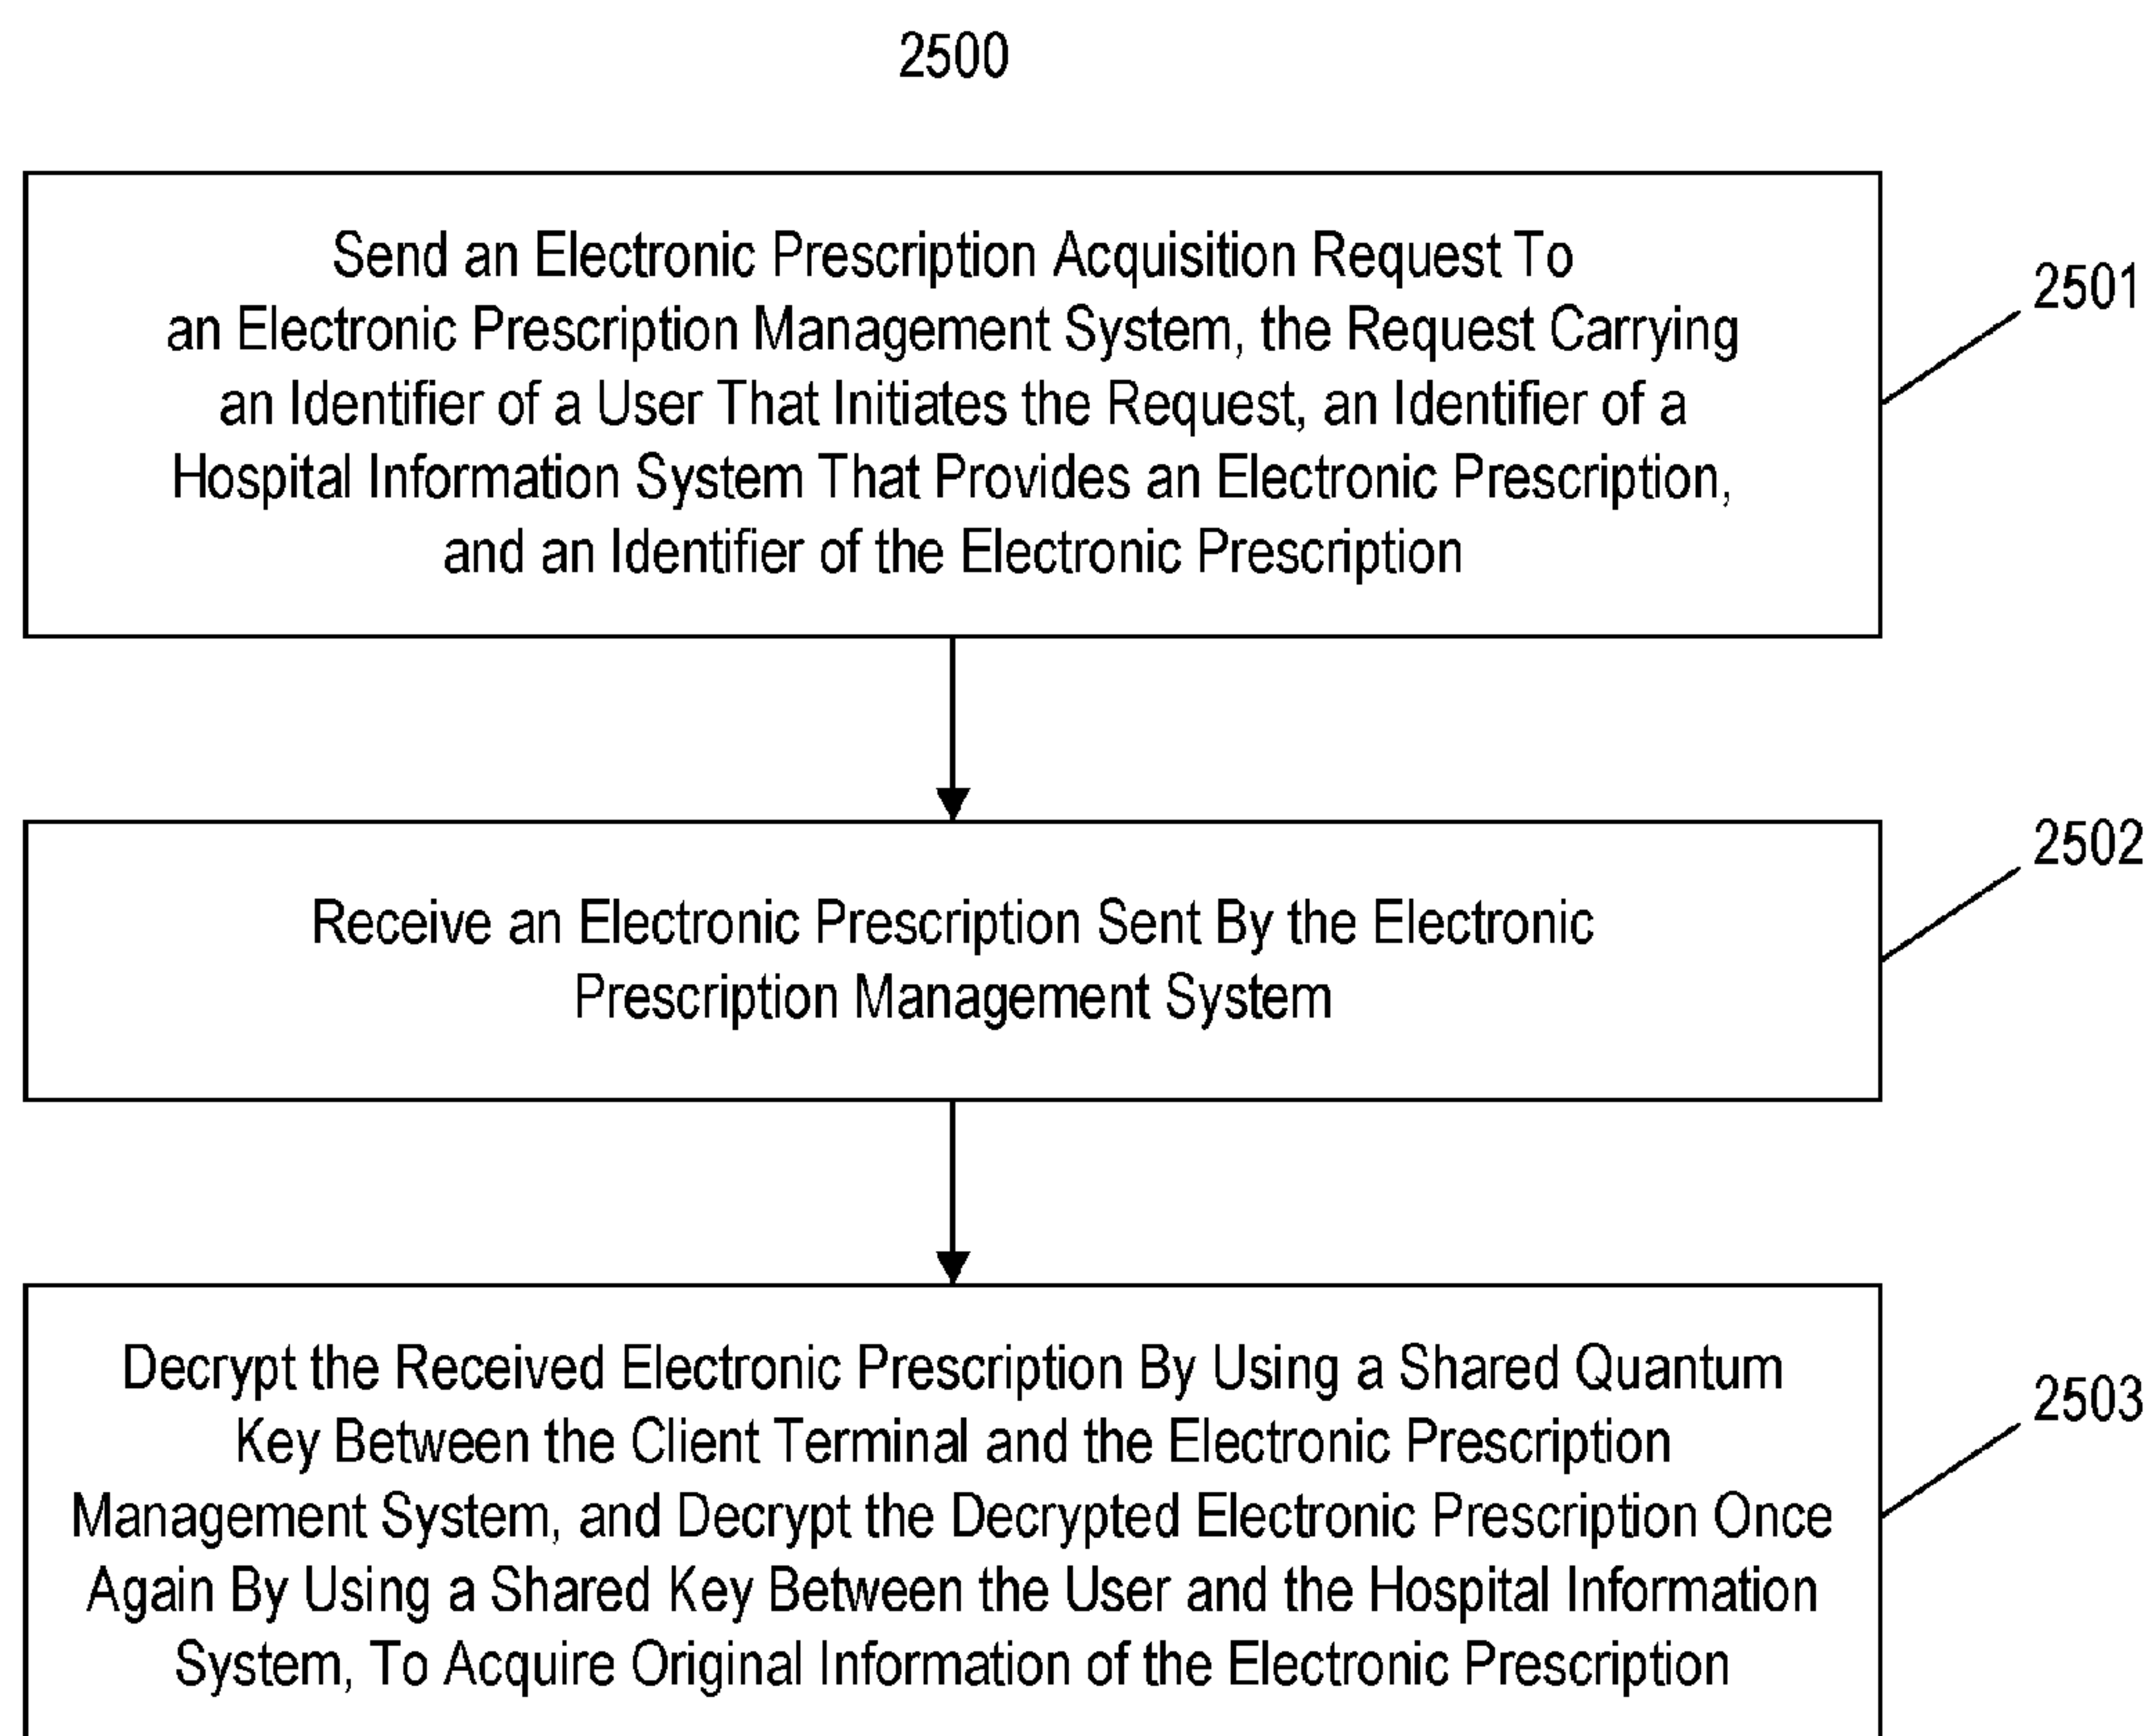 2500
Send an Electronic Prescription Acquisition Request To
an Electronic Prescription Management System, the Request Carrying
an Identifier of a User That Initiates the Request, an Identifier of a
Hospital Information System That Provides an Electronic Prescription,
and an Identifier of the Electronic Prescription
2501
Receive an Electronic Prescription Sent By the Electronic
Prescription Management System
2502
Decrypt the Received Electronic Prescription By Using a Shared Quantum
Key Between the Client Terminal and the Electronic Prescription
Management System, and Decrypt the Decrypted Electronic Prescription Once
Again By Using a Shared Key Between the User and the Hospital Information
System, To Acquire Original Information of the Electronic Prescription
2503